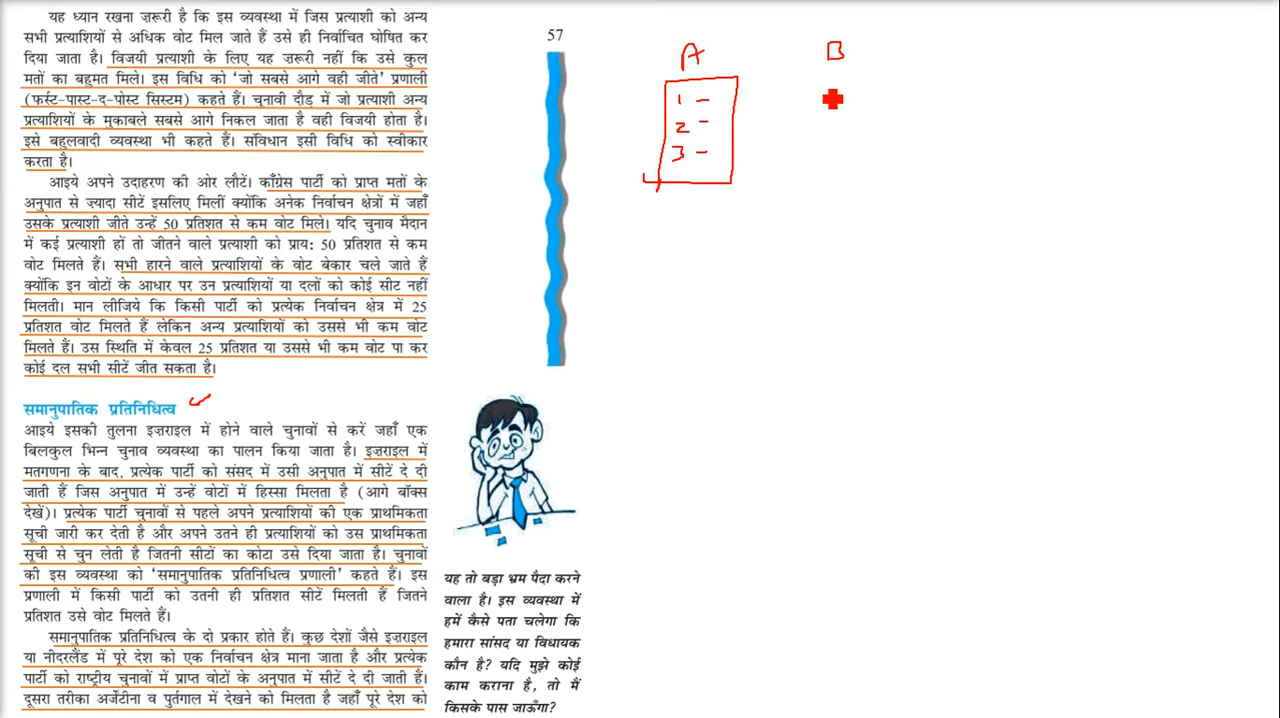 यह ध्यान रखना ज़रूरी है कि इस व्यवस्था में जिस प्रत्याशी को अन्य
सभी प्रत्याशियों से अधिक वोट मिल जाते हैं उसे ही निर्वाचित घोषित कर
दिया जाता है। विजयी प्रत्याशी के लिए यह ज़रूरी नहीं कि उसे कुल
मतों का बहुमत मिले। इस विधि को ‘जो सबसे आगे वही जीते’ प्रणाली
(फर्स्ट-पास्ट-द-पोस्ट सिस्टम) कहते हैं। चुनावी दौड़ में जो प्रत्याशी अन्य
प्रत्याशियों के मुकाबले सबसे आगे निकल जाता है वही विजयी होता है।
इसे बहुलवादी व्यवस्था भी कहते हैं। संविधान इसी विधि को स्वीकार
करता है।
आइये अपने उदाहरण की ओर लौटें। काँग्रेस पार्टी को प्राप्त मतों के
अनुपात से ज़्यादा सीटें इसलिए मिलीं क्योंकि अनेक निर्वाचन क्षेत्रों में जहाँ
उसके प्रत्याशी जीते उन्हें 50 प्रतिशत से कम वोट मिले। यदि चुनाव मैदान
में कई प्रत्याशी हों तो जीतने वाले प्रत्याशी को प्राय: 50 प्रतिशत से कम
वोट मिलते हैं। सभी हारने वाले प्रत्याशियों के वोट बेकार चले जाते हैं
क्योंकि इन वोटों के आधार पर उन प्रत्याशियों या दलों को कोई सीट नहीं
मिलती। मान लीजिये कि किसी पार्टी को प्रत्येक निर्वाचन क्षेत्र में 25
प्रतिशत वोट मिलते हैं लेकिन अन्य प्रत्याशियों को उससे भी कम वोट
मिलते हैं। उस स्थिति में केवल 25 प्रतिशत या उससे भी कम वोट पा कर
कोई दल सभी सीटें जीत सकता है।
समानुपातिक प्रतिनिधित्व
आइये इसकी तुलना इज़राइल में होने वाले चुनावों से करें जहाँ एक
बिलकुल भिन्न चुनाव व्यवस्था का पालन किया जाता है। इज़राइल में
मतगणना के बाद, प्रत्येक पार्टी को संसद में उसी अनुपात में सीटें दे दी
जाती हैं जिस अनुपात में उन्हें वोटों में हिस्सा मिलता है (आगे बॉक्स
देखें)। प्रत्येक पार्टी चुनावों से पहले अपने प्रत्याशियों की एक प्राथमिकता
सूची जारी कर देती है और अपने उतने ही प्रत्याशियों को उस प्राथमिकता
सूची से चुन लेती है जितनी सीटों का कोटा उसे दिया जाता है। चुनावों
की इस व्यवस्था को ‘समानुपातिक प्रतिनिधित्व प्रणाली’ कहते हैं। इस
प्रणाली में किसी पार्टी को उतनी ही प्रतिशत सीटें मिलती हैं जितने
प्रतिशत उसे वोट मिलते हैं।
समानुपातिक प्रतिनिधित्व के दो प्रकार होते हैं। कुछ देशों जैसे इज़राइल
या नीदरलैंड में पूरे देश को एक निर्वाचन क्षेत्र माना जाता है और प्रत्येक
पार्टी को राष्ट्रीय चुनावों में प्राप्त वोटों के अनुपात में सीटें दे दी जाती हैं।
दूसरा तरीका अर्जेंटीना व पुर्तगाल में देखने को मिलता है जहाँ पूरे देश को
57
यह तो बड़ा भ्रम पैदा करने
वाला है। इस व्यवस्था में
हमें कैसे पता चलेगा कि
हमारा सांसद या विधायक
कौन है? यदि मुझे कोई
काम कराना है, तो मैं
किसके पास जाऊँगा?
A
1 -
2 -
3 -
B